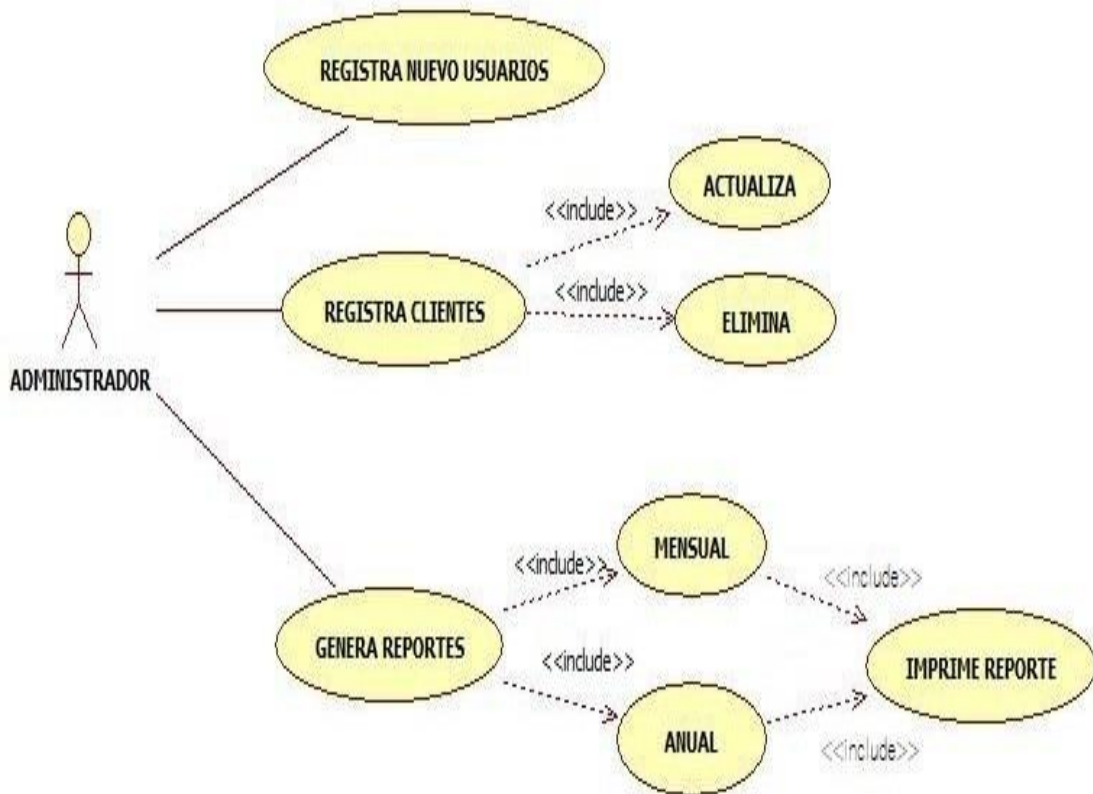 REGISTRA NUEVO USUARIOS
ACTUALIZA
<<include>>
<<include>>
REGISTRA CLIENTES
ELIMINA
ADMINISTRADOR
MENSUAL
<<include>>
<<include>>
GENERA REPORTES
<<include>>
IMPRIME REPORTE
ANUAL
<<include>>